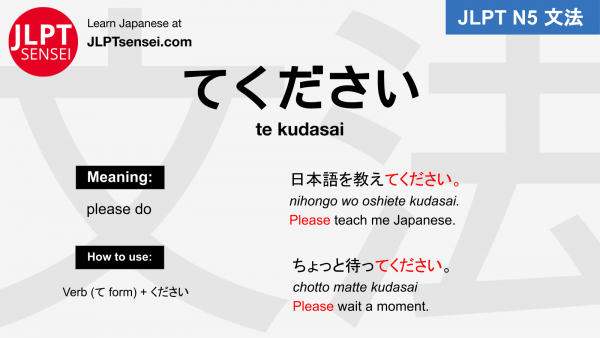 JLPT
SENSEI
Learn Japanese at
JLPTsensei.com
JLPT N5 文法
文法
てください
te kudasai
Meaning:
please do
How to use:
Verb (て form) + ください
日本語を教えてください。
nihongo wo oshiete kudasai.
Please teach me Japanese.
ちょっと待ってください。
chotto matte kudasai
Please wait a moment.